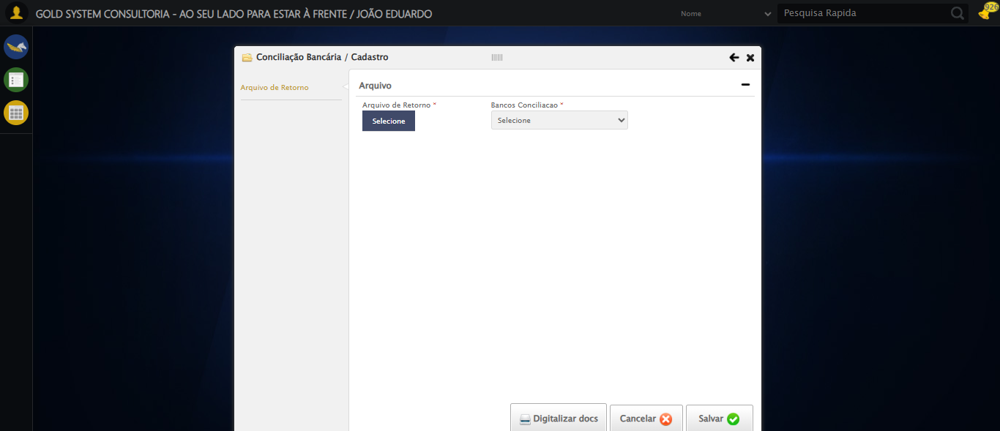 GOLD SYSTEM CONSULTORIA - AO SEU LADO PARA ESTAR À FRENTE / JOÃO EDUARDO
Nome
Pesquisa Rapida
926
Conciliação Bancária / Cadastro
Arquivo de Retorno
Arquivo
Arquivo de Retorno *
Bancos Conciliacao *
Selecione
Selecione
Digitalizar docs
Cancelar
Salvar